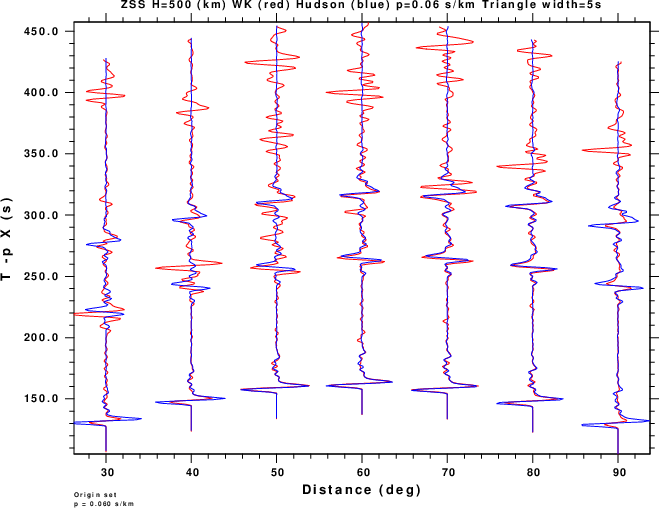 ZSS H=500 (km) WK (red) Hudson (blue) p=0.06 s/km Triangle width=5s
450.0
400.0
350.0
300.0
250.0
200.0
150.0
T -p X (s)
30 40 50 60 70 80 90
Distance (deg)
Origin set
p = 0.060 s/km